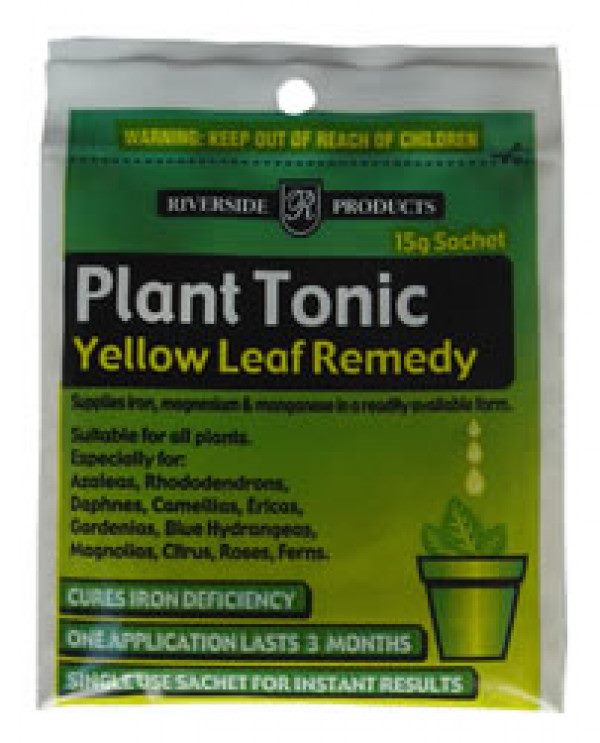 WARNING: KEEP OUT OF REACH OF CHILDREN
RIVERSIDE R PRODUCTS
15g Sachet
Plant Tonic
Yellow Leaf Remedy
Supplies iron, magnesium & manganese in a readily available form.
Suitable for all plants.
Especially for:
Azaleas, Rhododendrons,
Daphnes, Camellias, Ericas,
Gardenias, Blue Hydrangeas,
Magnolias, Citrus, Roses, Ferns.
CURES IRON DEFICIENCY
ONE APPLICATION LASTS 3 MONTHS
SINGLE USE SACHET FOR INSTANT RESULTS